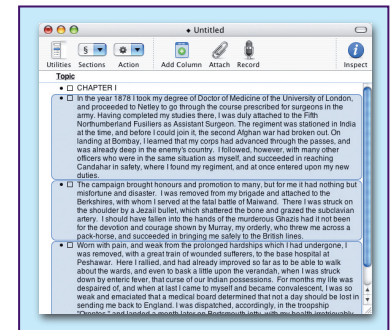 Untitled
Utilities Sections Action Add Column Attach Record Inspect
Topic
CHAPTER I
In the year 1878 I took my degree of Doctor of Medicine of the University of London,
and proceeded to Netley to go through the course prescribed for surgeons in the
army. Having completed my studies there, I was duly attached to the Fifth
Northumberland Fusiliers as Assistant Surgeon. The regiment was stationed in India
at the time, and before I could join it, the second Afghan war had broken out. On
landing at Bombay, I learned that my corps had advanced through the passes, and
was already deep in the enemy's country. I followed, however, with many other
officers who were in the same situation as myself, and succeeded in reaching
Candahar in safety, where I found my regiment, and at once entered upon my new
duties.
The campaign brought honours and promotion to many, but for me it had nothing but
misfortune and disaster. I was removed from my brigade and attached to the
Berkshires, with whom I served at the fatal battle of Maiwand. There I was struck on
the shoulder by a Jezail bullet, which shattered the bone and grazed the subclavian
artery. I should have fallen into the hands of the murderous Ghazis had it not been
for the devotion and courage shown by Murray, my orderly, who threw me across a
pack-horse, and succeeded in bringing me safely to the British lines.
Worn with pain, and weak from the prolonged hardships which I had undergone, I
was removed, with a great train of wounded sufferers, to the base hospital at
Peshawar. Here I rallied, and had already improved so far as to be able to walk
about the wards, and even to bask a little upon the verandah, when I was struck
down by enteric fever, that curse of our Indian possessions. For months my life was
despaired of, and when at last I came to myself and became convalescent, I was so
weak and emaciated that a medical board determined that not a day should be lost in
sending me back to England. I was dispatched, accordingly, in the troopship